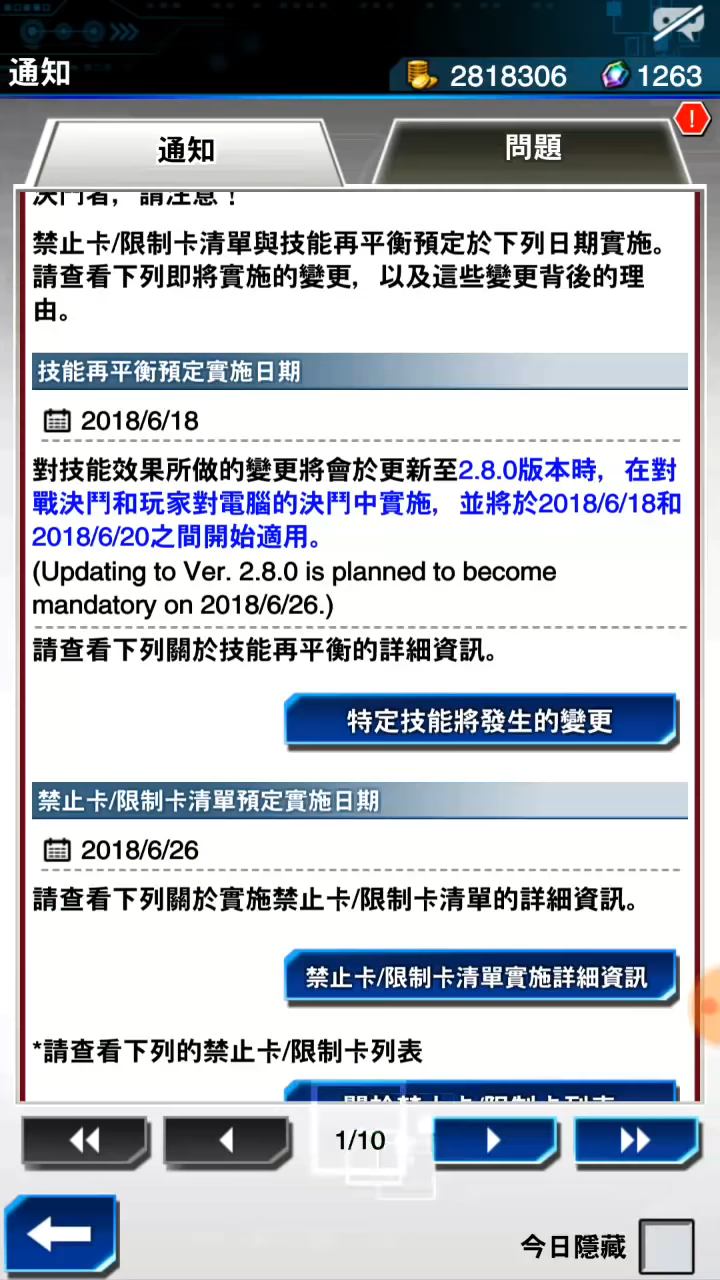 通知
2818306
1263
通知
問題
!
決鬥者，請注意！
禁止卡/限制卡清單與技能再平衡預定於下列日期實施。
請查看下列即將實施的變更，以及這些變更背後的理
由。
技能再平衡預定實施日期
2018/6/18
對技能效果所做的變更將會於更新至2.8.0版本時，在對
戰決鬥和玩家對電腦的決鬥中實施，並將於2018/6/18和
2018/6/20之間開始適用。
(Updating to Ver. 2.8.0 is planned to become
mandatory on 2018/6/26.)
請查看下列關於技能再平衡的詳細資訊。
特定技能將發生的變更
禁止卡/限制卡清單預定實施日期
2018/6/26
請查看下列關於實施禁止卡/限制卡清單的詳細資訊。
禁止卡/限制卡清單實施詳細資訊
*請查看下列的禁止卡/限制卡列表
關於禁止卡/限制卡列表
1/10
今日隱藏